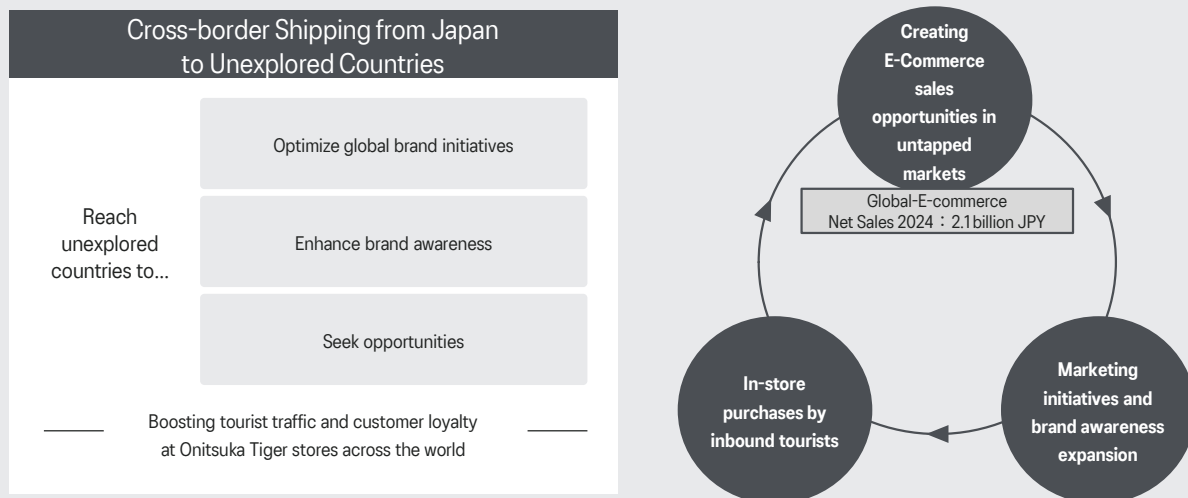 Cross-border Shipping from Japan
to Unexplored Countries
Reach
unexplored
countries to...
Optimize global brand initiatives
Enhance brand awareness
Seek opportunities
Boosting tourist traffic and customer loyalty
at Onitsuka Tiger stores across the world
Creating
E-Commerce
sales
opportunities in
untapped
markets
Global-E-commerce
Net Sales 2024：2.1 billion JPY
In-store
purchases by
inbound tourists
Marketing
initiatives and
brand awareness
expansion